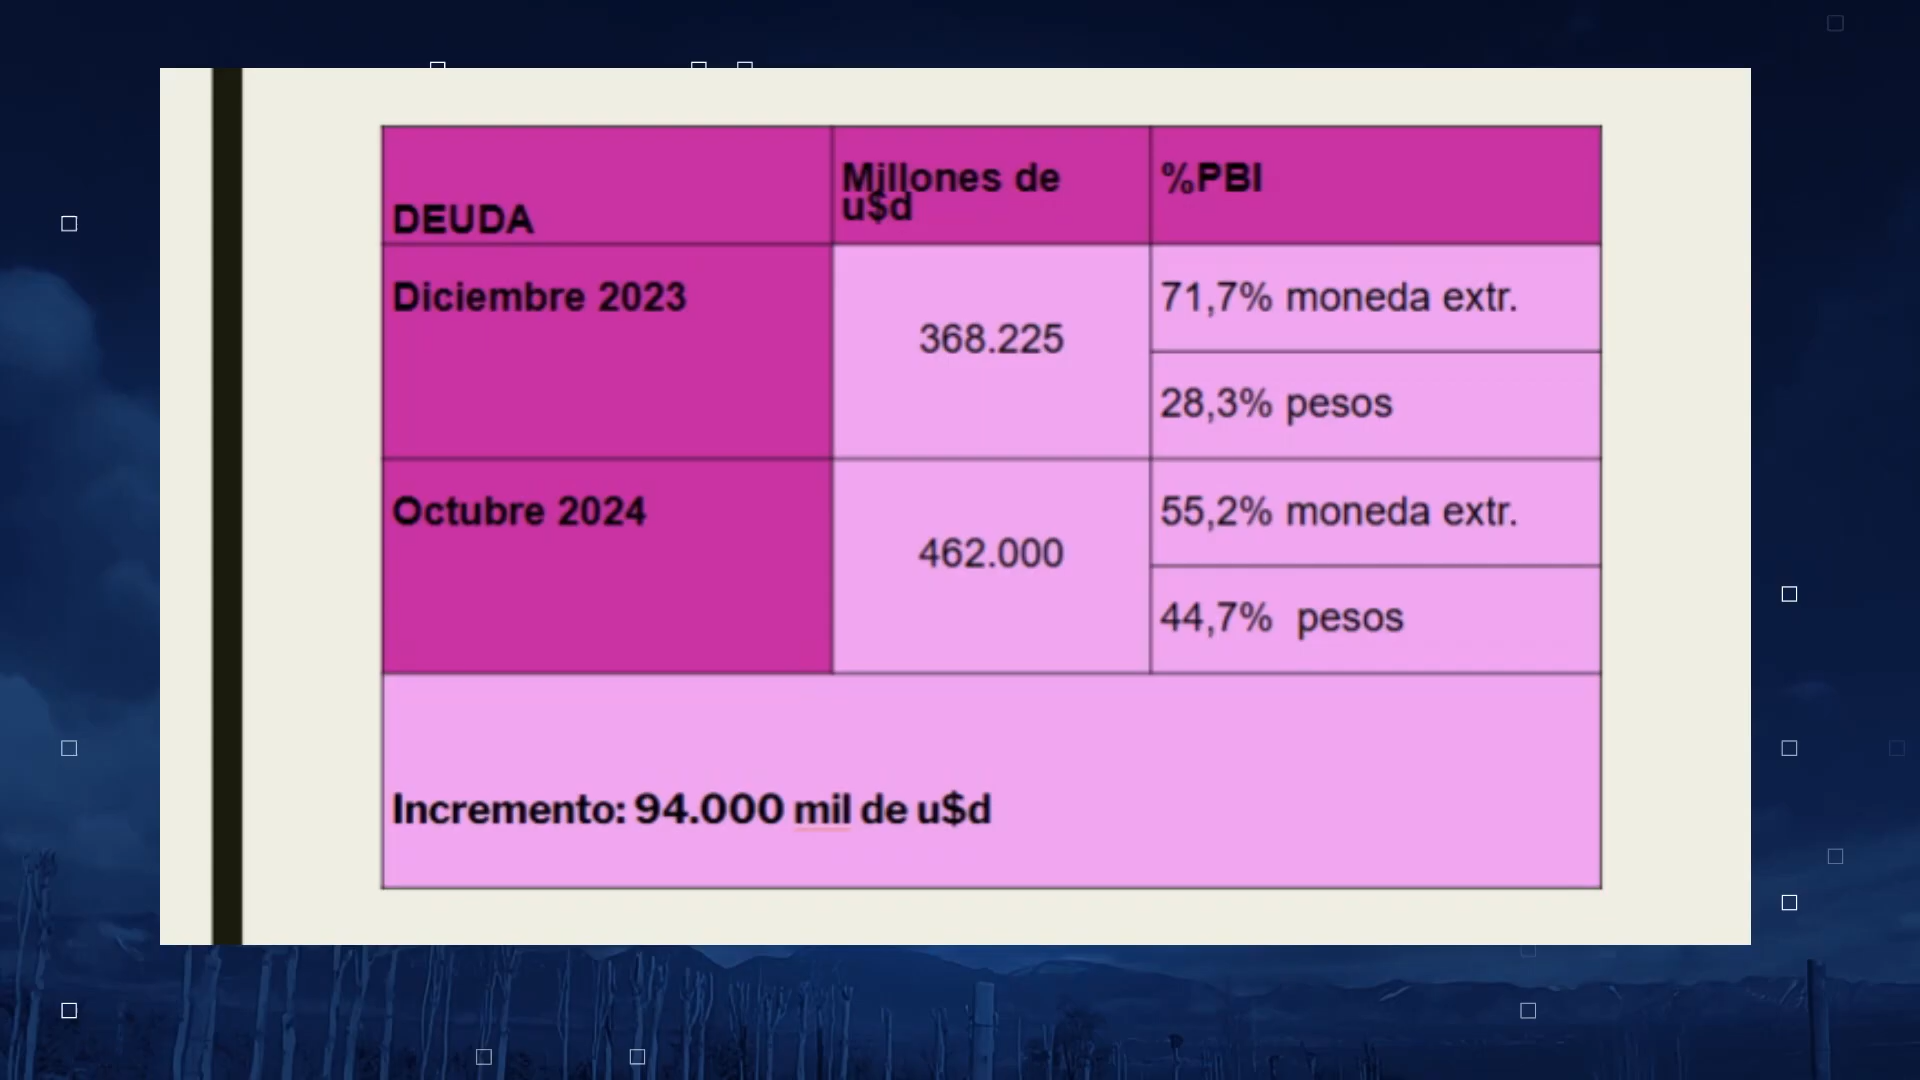 DEUDA
Millones de
u$d
%PBI
Diciembre 2023
368.225
71,7% moneda extr.
28,3% pesos
Octubre 2024
462.000
55,2% moneda extr.
44,7% pesos
Incremento: 94.000 mil de u$d